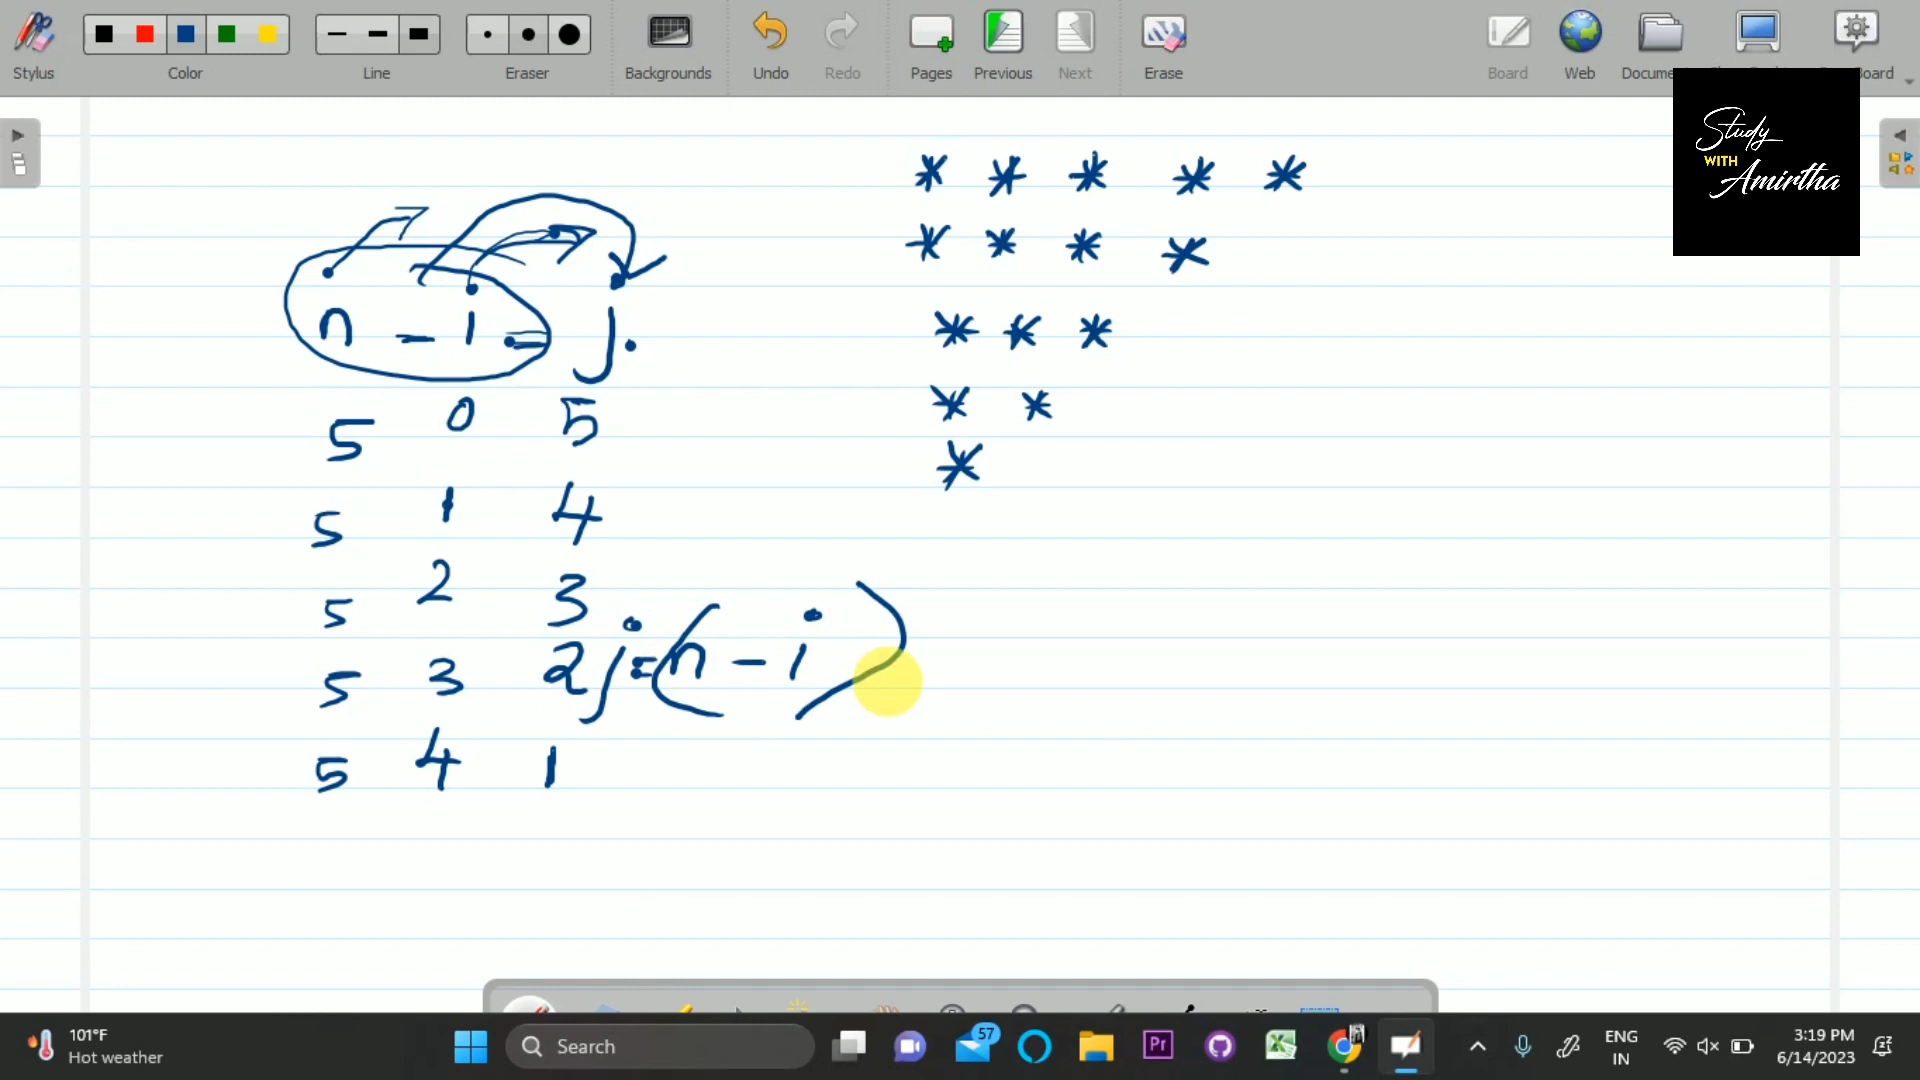 Stylus Color Line Eraser Backgrounds Undo Redo Pages Previous Next Erase Board Web
Study
WITH
Amirtha
* * * * *
* * * *
* * *
* *
*
n - i = j
5 0 5
5 1 4
5 2 3
5 3 2
j = (n - i)
5 4 1
101°F
Hot weather
Search
57
Pr
ENG
IN
3:19 PM
6/14/2023